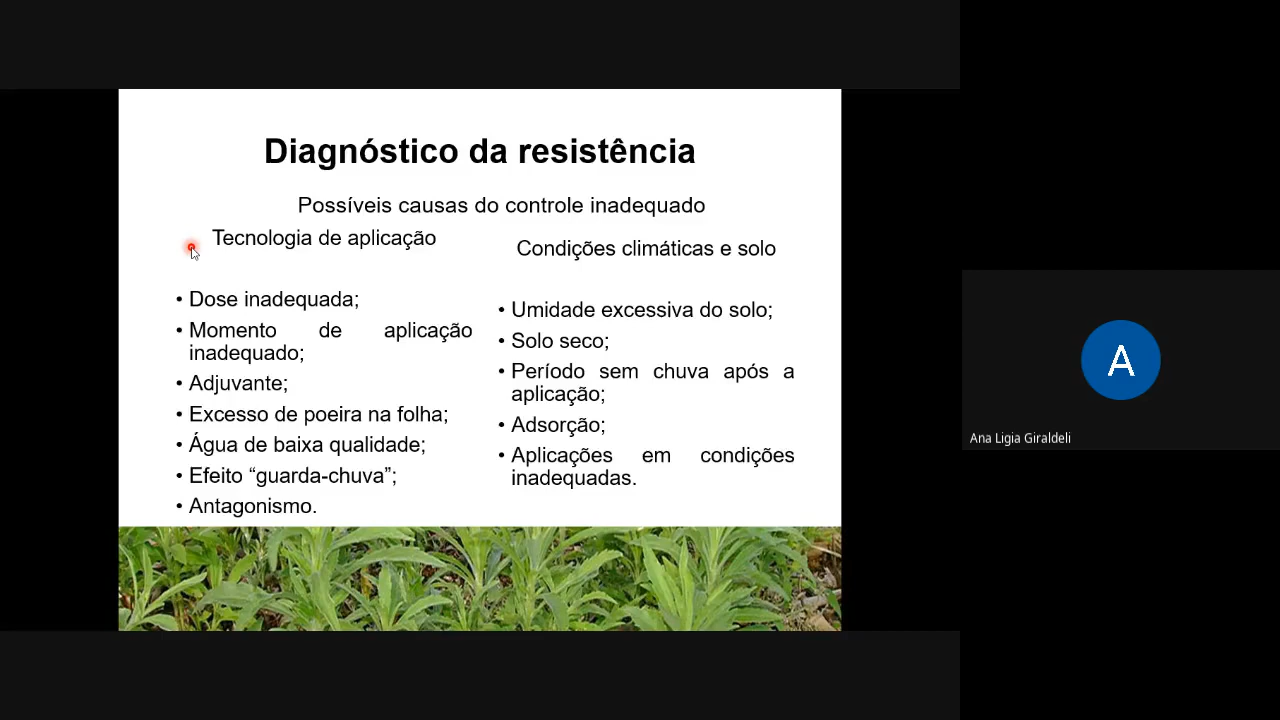 Diagnóstico da resistência
Possíveis causas do controle inadequado
Tecnologia de aplicação
• Dose inadequada;
• Momento de aplicação
inadequado;
• Adjuvante;
• Excesso de poeira na folha;
• Água de baixa qualidade;
• Efeito “guarda-chuva”;
• Antagonismo.
Condições climáticas e solo
• Umidade excessiva do solo;
• Solo seco;
• Período sem chuva após a
aplicação;
• Adsorção;
• Aplicações em condições
inadequadas.
A
Ana Ligia Giraldeli